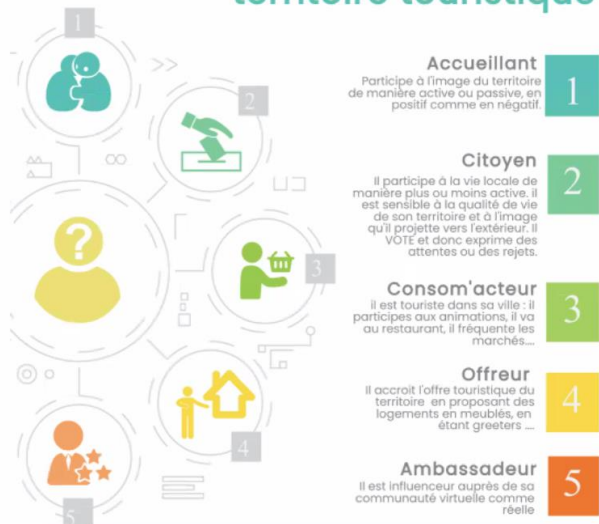 territoire touristique
1
Accueillant
Participe à l'image du territoire
de manière active ou passive, en
positif comme en négatif.
1
2
Citoyen
Il participe à la vie locale de
manière plus ou moins active. il
est sensible à la qualité de vie
de son territoire et à l'image
qu'il projette vers l'extérieur. Il
VOTE et donc exprime des
attentes ou des rejets.
2
?
3
Consom'acteur
il est touriste dans sa ville : il
participes aux animations, il va
au restaurant, il fréquente les
marchés....
3
4
Offreur
Il accroit l'offre touristique du
territoire en proposant des
logements en meublés, en
étant greeters ....
4
5
Ambassadeur
Il est influenceur auprès de sa
communauté virtuelle comme
réelle
5